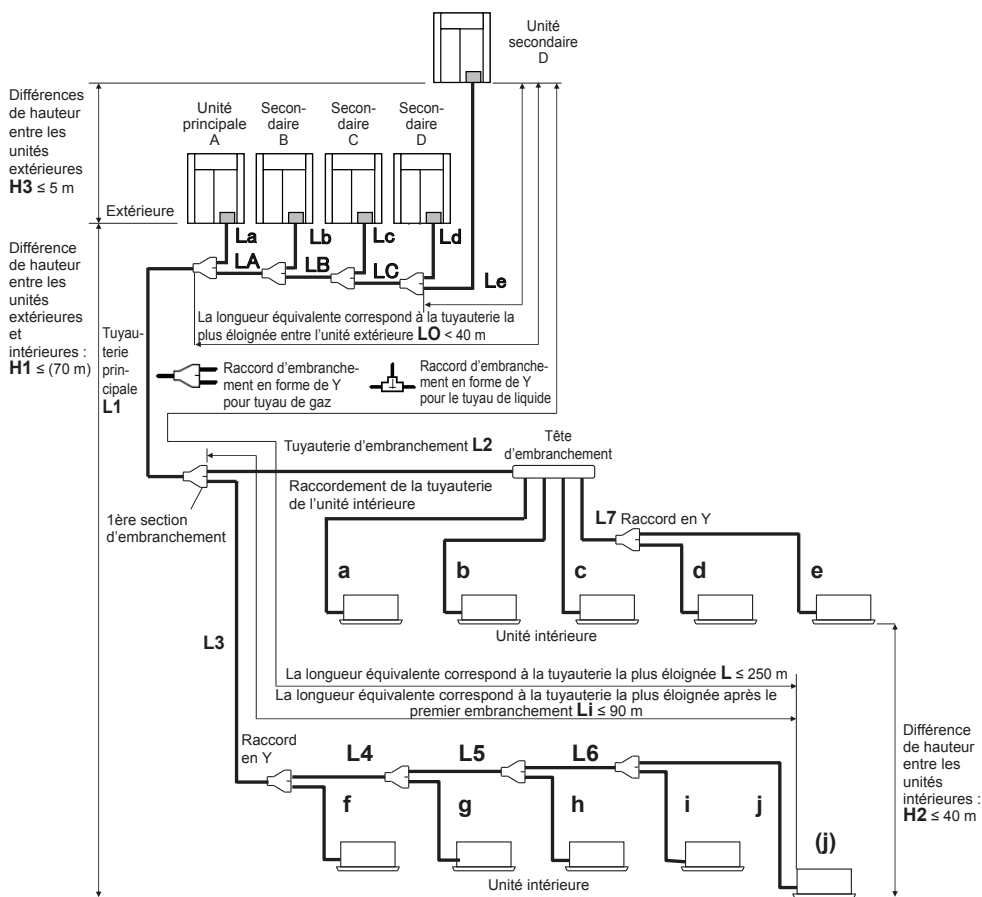 Unité
secondaire
D
Différences
de hauteur
entre les
unités
extérieures
H3 ≤ 5 m
Unité
principale
A
Secon-
daire
B
Secon-
daire
C
Secon-
daire
D
Extérieure
La
Lb
Lc
Ld
LA
LB
LC
Le
Différence
de hauteur
entre les
unités
extérieures
et
intérieures :
H1 ≤ (70 m)
La longueur équivalente correspond à la tuyauterie la
plus éloignée entre l'unité extérieure LO < 40 m
Tuyau-
terie
prin-
cipale
L1
Raccord d'embranche-
ment en forme de Y
pour tuyau de gaz
Raccord d'embranche-
ment en forme de Y
pour le tuyau de liquide
Tuyauterie d'embranchement L2
Tête
d'embranchement
Raccordement de la tuyauterie
de l'unité intérieure
1ère section
d'embranchement
L7 Raccord en Y
a
b
c
d
e
Unité intérieure
L3
La longueur équivalente correspond à la tuyauterie la plus éloignée L ≤ 250 m
La longueur équivalente correspond à la tuyauterie la plus éloignée après le
premier embranchement Li ≤ 90 m
Différence
de hauteur
entre les
unités
intérieures :
H2 ≤ 40 m
Raccord
en Y
L4
L5
L6
f
g
h
i
j
(j)
Unité intérieure